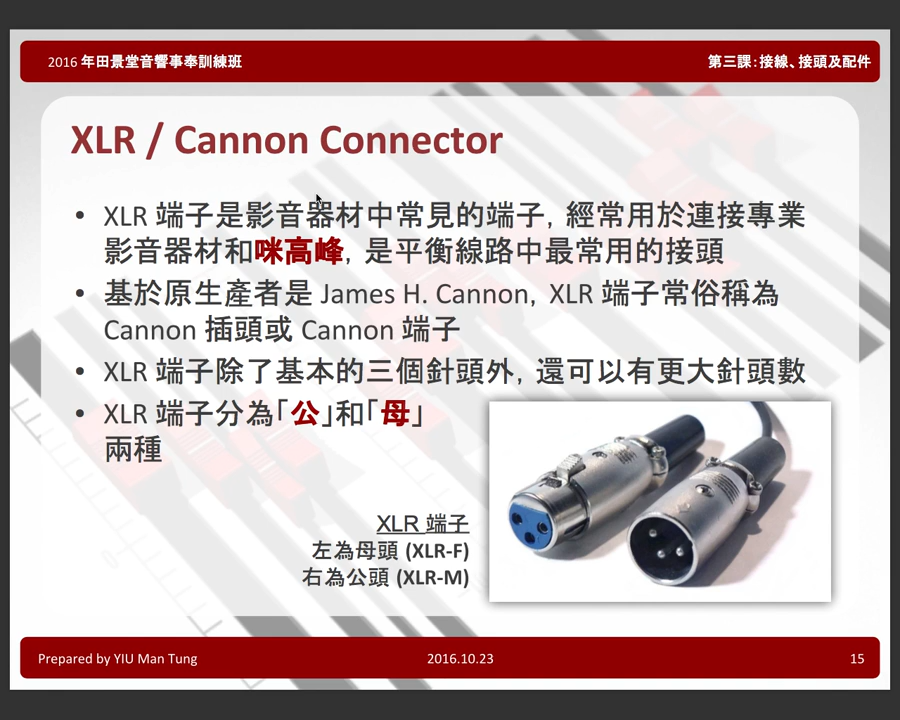 2016 年田景堂音響事奉訓練班
第三課：接線、接頭及配件
XLR / Cannon Connector
• XLR 端子是影音器材中常見的端子，經常用於連接專業
影音器材和咪高峰，是平衡線路中最常用的接頭
• 基於原生產者是 James H. Cannon，XLR 端子常俗稱為
Cannon 插頭或 Cannon 端子
• XLR 端子除了基本的三個針頭外，還可以有更大針頭數
• XLR 端子分為「公」和「母」
兩種
XLR 端子
左為母頭 (XLR-F)
右為公頭 (XLR-M)
Prepared by YIU Man Tung
2016.10.23
15